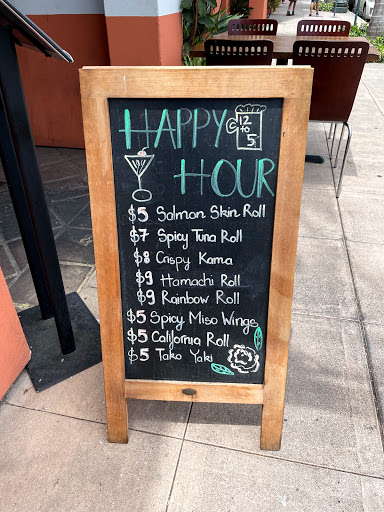 HAPPY 12 to 5
HOUR
$5 Salmon Skin Roll
$7 Spicy Tuna Roll
$8 Crispy Kama
$9 Hamachi Roll
$9 Rainbow Roll
$5 Spicy Miso Wings
$5 California Roll
$5 Tako Yaki